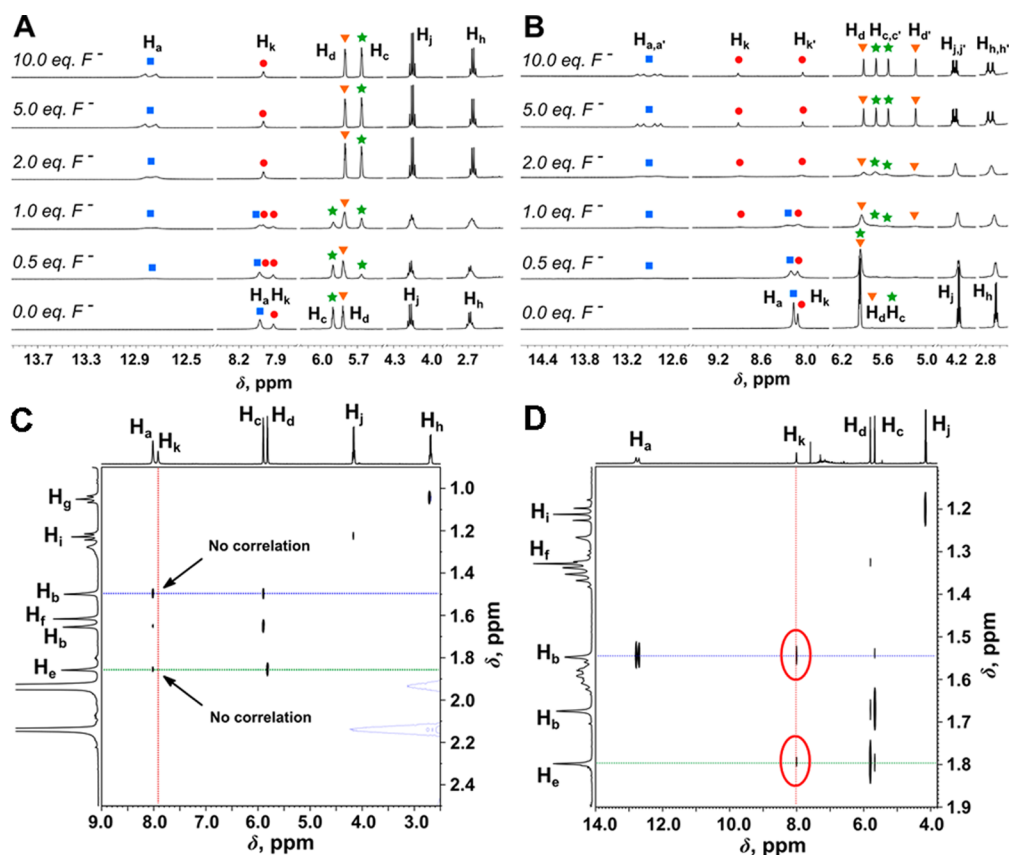 A
Ha
Hk
Hd
Hc
Hj
Hh
10.0 eq. F⁻
5.0 eq. F⁻
2.0 eq. F⁻
1.0 eq. F⁻
0.5 eq. F⁻
0.0 eq. F⁻
Ha Hk
Hc Hd
Hj
Hh
13.7 13.3 12.9 12.5 8.2 7.9 6.0 5.7 4.3 4.0 2.7
δ, ppm
B
Ha,a'
Hk
Hk'
Hd Hc,c' Hd'
Hj,j'
Hh,h'
10.0 eq. F⁻
5.0 eq. F⁻
2.0 eq. F⁻
1.0 eq. F⁻
0.5 eq. F⁻
0.0 eq. F⁻
Ha Hk
Hd Hc
Hj
Hh
14.4 13.8 13.2 12.6 9.2 8.6 8.0 6.2 5.6 5.0 4.2 2.8
δ, ppm
C
Ha
Hk
Hc Hd
Hj
Hh
Hg
Hi
Hb
Hf
Hb
He
No correlation
No correlation
1.0
1.2
1.4
1.6
1.8
2.0
2.2
2.4
2.5
δ, ppm
9.0 8.0 7.0 6.0 5.0 4.0 3.0
δ, ppm
D
Ha
Hk
Hd Hc
Hj
Hi
Hf
Hb
Hb
He
1.2
1.3
1.4
1.5
1.6
1.7
1.8
1.9
δ, ppm
14.0 12.0 10.0 8.0 6.0 4.0
δ, ppm